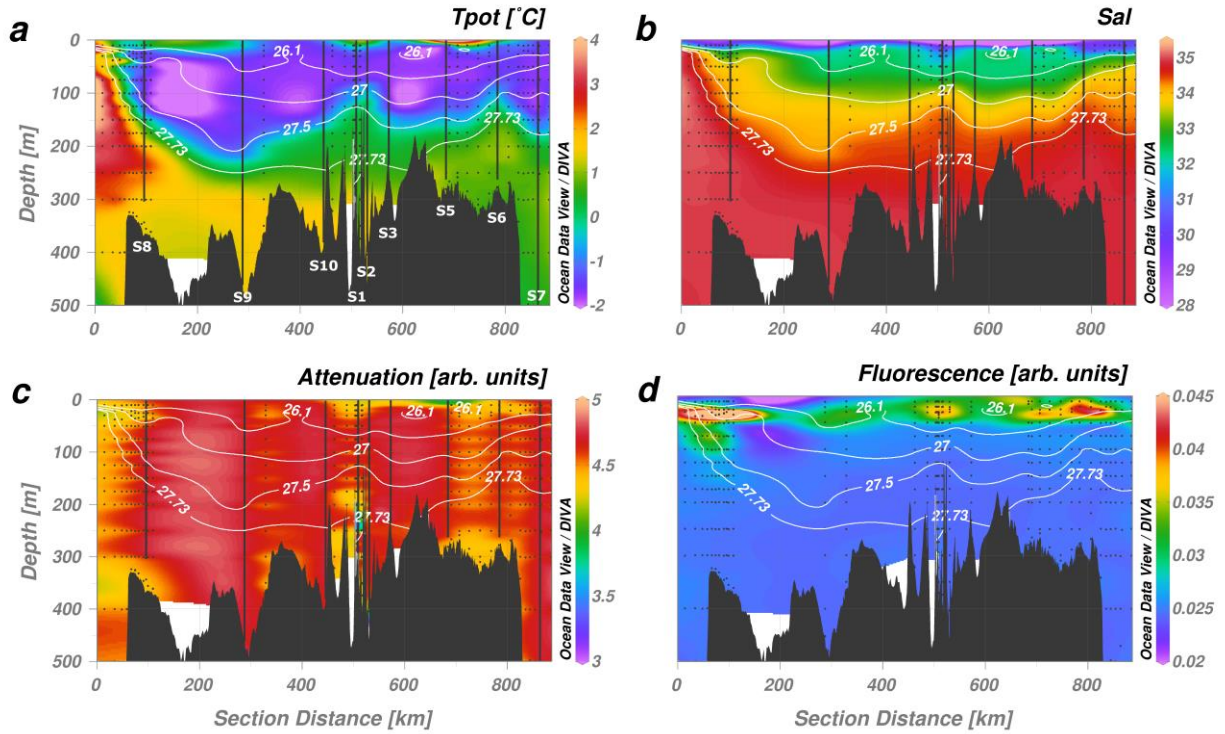 a
Tpot [˚C]
0
100
200
300
400
500
Depth [m]
26.1
26.1
27
27.5
27.73
27.73
27.73
S8
S9
S10
S1
S2
S3
S5
S6
S7
0 200 400 600 800
4
3
2
1
0
-1
-2
Ocean Data View / DIVA
b
Sal
26.1
26.1
27
27.5
27.73
27.73
27.73
0 200 400 600 800
35
34
33
32
31
30
29
28
Ocean Data View / DIVA
c
Attenuation [arb. units]
0
100
200
300
400
500
Depth [m]
26.1
26.1
27
27.5
27.73
27.73
27.73
0 200 400 600 800
Section Distance [km]
5
4.5
4
3.5
3
Ocean Data View / DIVA
d
Fluorescence [arb. units]
26.1
26.1
27
27.5
27.73
27.73
27.73
0 200 400 600 800
Section Distance [km]
0.045
0.04
0.035
0.03
0.025
0.02
Ocean Data View / DIVA